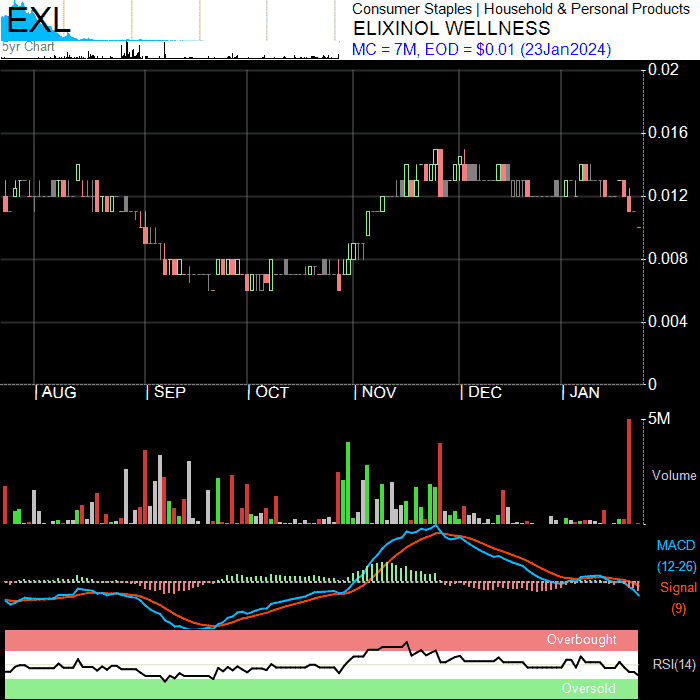 EXL
5yr Chart
Consumer Staples | Household & Personal Products
ELIXINOL WELLNESS
MC = 7M, EOD = $0.01 (23Jan2024)
0.02
0.016
0.012
0.008
0.004
0
| AUG | SEP | OCT | NOV | DEC | JAN
5M
Volume
MACD
(12-26)
Signal
(9)
Overbought
RSI(14)
Oversold